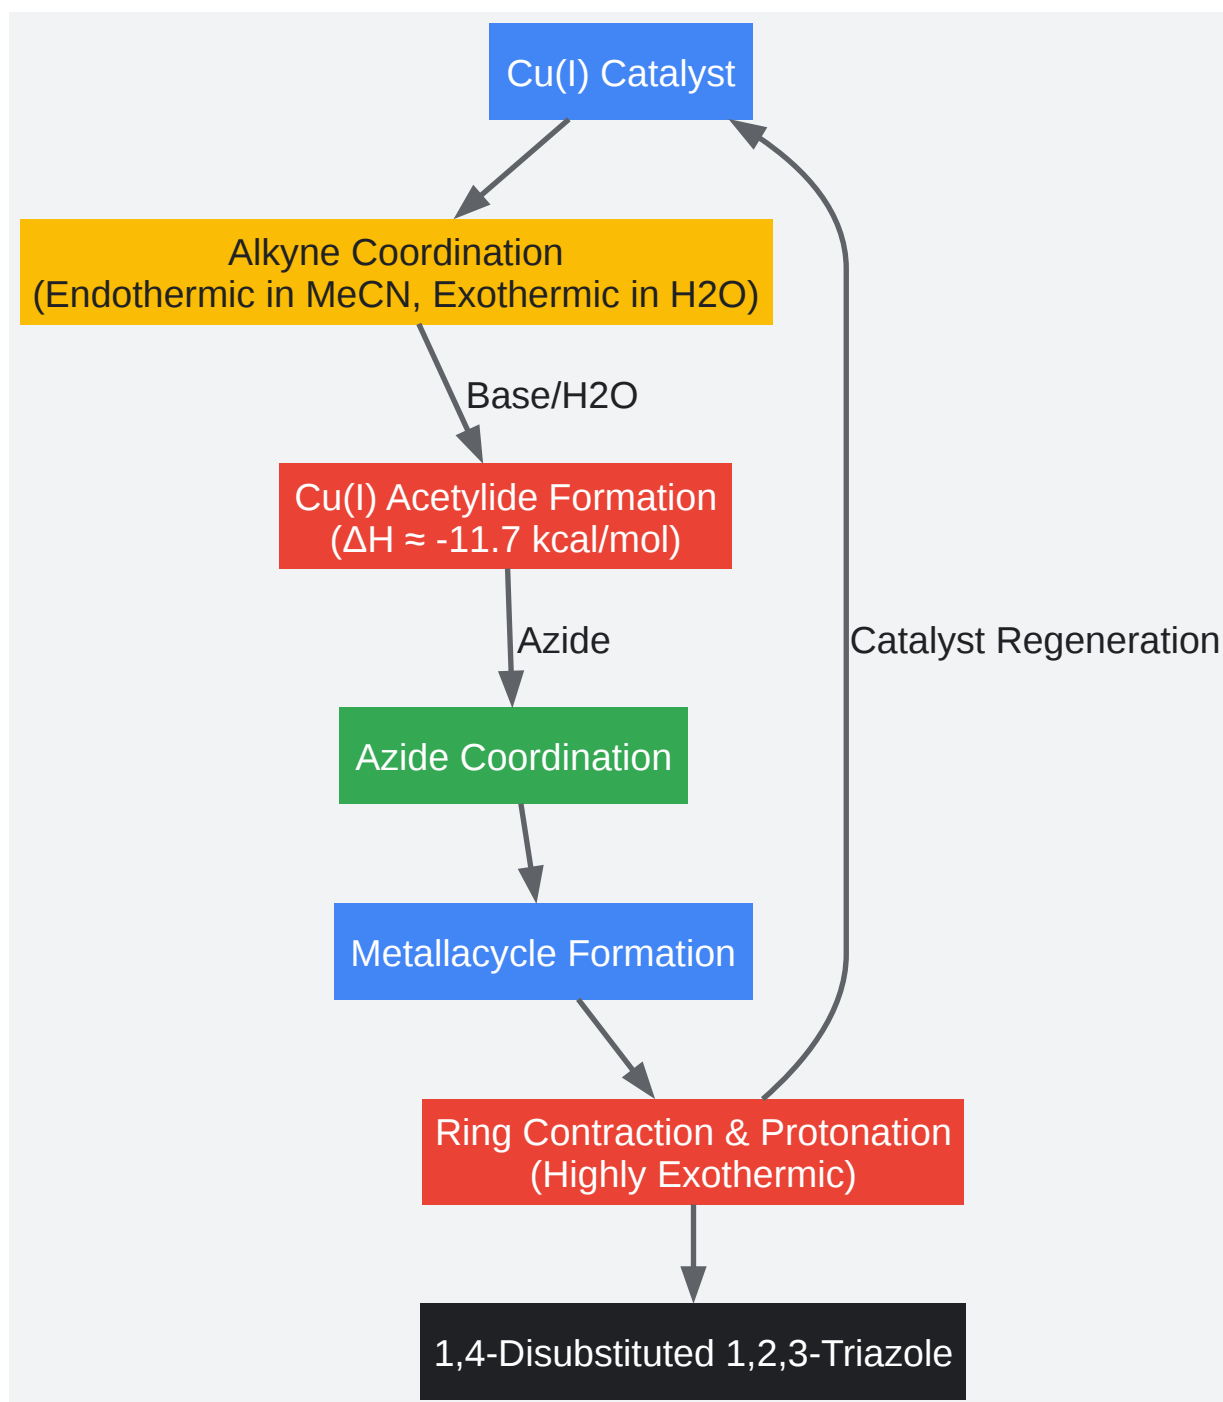 Cu(I) Catalyst
Alkyne Coordination
(Endothermic in MeCN, Exothermic in H2O)
Base/H2O
Cu(I) Acetylide Formation
(ΔH ≈ -11.7 kcal/mol)
Azide
Catalyst Regeneration
Azide Coordination
Metallacycle Formation
Ring Contraction & Protonation
(Highly Exothermic)
1,4-Disubstituted 1,2,3-Triazole